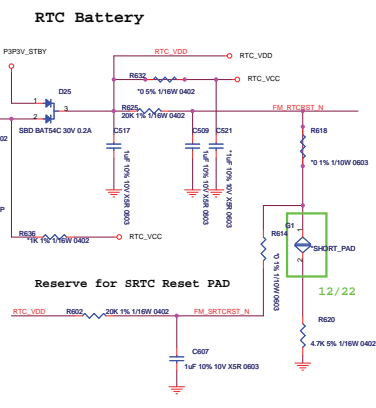 RTC Battery
P3P3V_STBY
RTC_VDD
RTC_VDD
R632
RTC_VCC
*0 5% 1/16W 0402
D25
1
3
2
R625
20K 1% 1/16W 0402
FM_RTCRST_N
SBD BAT54C 30V 0.2A
02
C517
1uF 10% 10V X5R 0603
C509
1uF 10% 10V X5R 0603
C521
*1uF 10% 10V X5R 0603
R618
*0 1% 1/10W 0603
P
R636
*1K 1% 1/16W 0402
RTC_VCC
R614
*0 1% 1/10W 0603
G1
1
*SHORT_PAD
2
12/22
Reserve for SRTC Reset PAD
RTC_VDD
R602
20K 1% 1/16W 0402
FM_SRTCRST_N
R620
4.7K 5% 1/16W 0402
C607
1uF 10% 10V X5R 0603